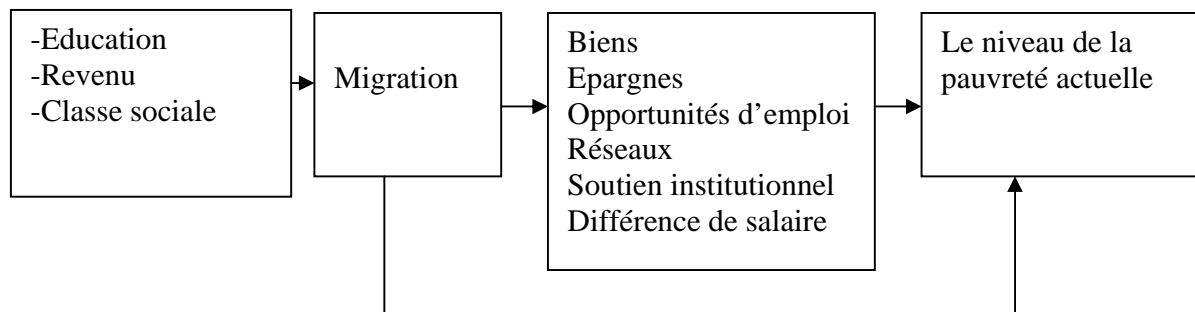 -Education
-Revenu
-Classe sociale
Migration
Biens
Epargnes
Opportunités d’emploi
Réseaux
Soutien institutionnel
Différence de salaire
Le niveau de la
pauvreté actuelle